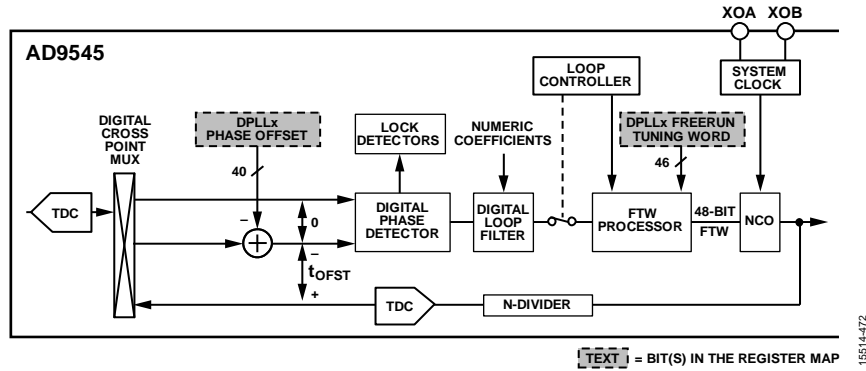 XOA XOB
AD9545
LOOP
CONTROLLER
SYSTEM
CLOCK
DIGITAL
CROSS
POINT
MUX
DPLLx
PHASE OFFSET
LOCK
DETECTORS
NUMERIC
COEFFICIENTS
DPLLx FREERUN
TUNING WORD
40
46
TDC
–
0
DIGITAL
PHASE
DETECTOR
DIGITAL
LOOP
FILTER
FTW
PROCESSOR
48-BIT
FTW
NCO
+
–
tOFST
+
TDC
N-DIVIDER
TEXT = BIT(S) IN THE REGISTER MAP
15514-472